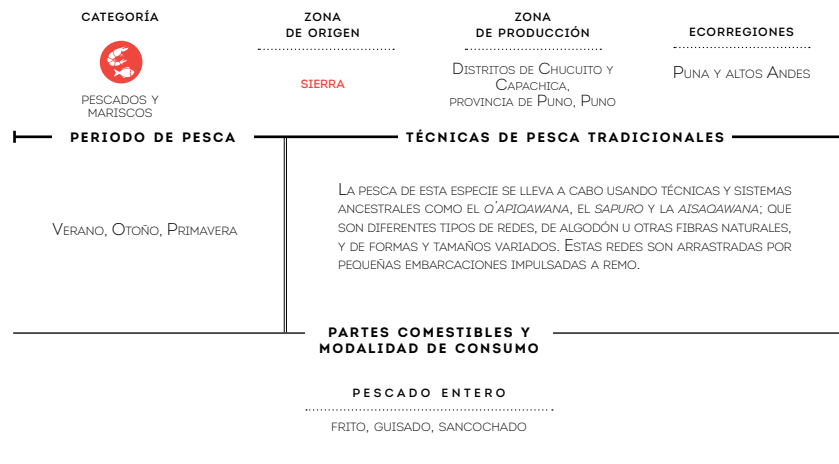 CATEGORÍA
PESCADOS Y
MARISCOS
ZONA
DE ORIGEN
SIERRA
ZONA
DE PRODUCCIÓN
Distritos de Chucuito y
Capachica,
provincia de Puno, Puno
ECORREGIONES
Puna y altos Andes
PERIODO DE PESCA
Verano, Otoño, Primavera
TÉCNICAS DE PESCA TRADICIONALES
La pesca de esta especie se lleva a cabo usando técnicas y sistemas
ancestrales como el q´apiqawana, el sapuro y la aisaqawana; que
son diferentes tipos de redes, de algodón u otras fibras naturales,
y de formas y tamaños variados. Estas redes son arrastradas por
pequeñas embarcaciones impulsadas a remo.
PARTES COMESTIBLES Y
MODALIDAD DE CONSUMO
PESCADO ENTERO
FRITO, GUISADO, SANCOCHADO